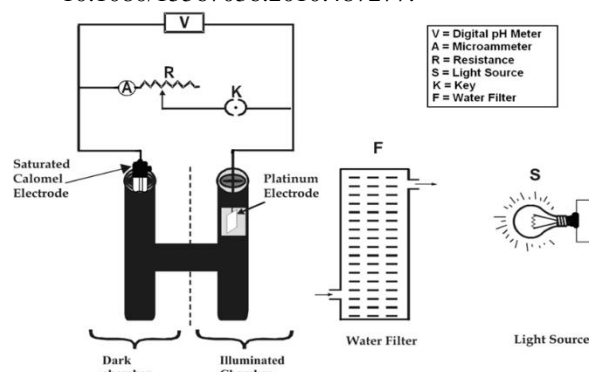 V
V = Digital pH Meter
A = Microammeter
R = Resistance
S = Light Source
K = Key
F = Water Filter
R
A
K
Saturated
Calomel
Electrode
Platinum
Electrode
F
S
Water Filter
Light Source
Dark
Illuminated